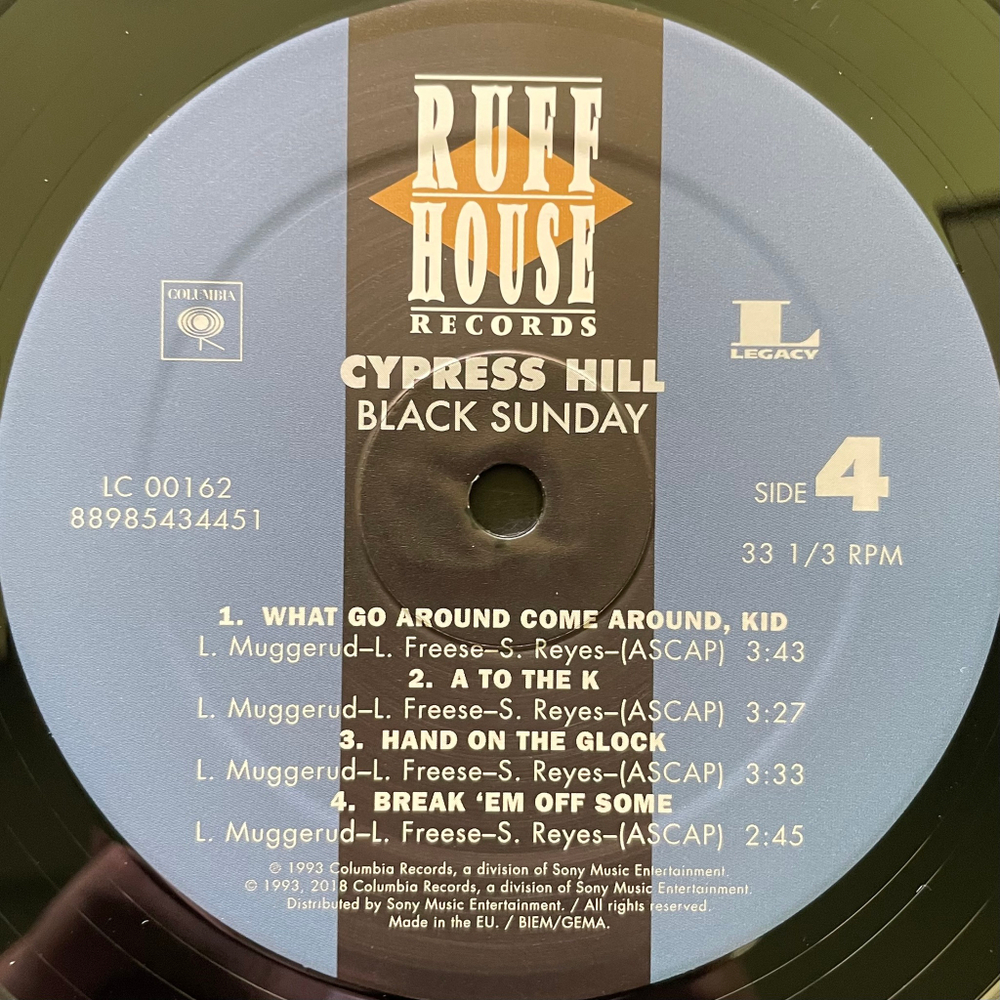 RUFF
HOUSE
RECORDS
COLUMBIA
L
LEGACY
CYPRESS HILL
BLACK SUNDAY
LC 00162
88985434451
SIDE 4
33 1/3 RPM
1. WHAT GO AROUND COME AROUND, KID
L. Muggerud–L. Freese–S. Reyes–(ASCAP) 3:43
2. A TO THE K
L. Muggerud–L. Freese–S. Reyes–(ASCAP) 3:27
3. HAND ON THE GLOCK
L. Muggerud–L. Freese–S. Reyes–(ASCAP) 3:33
4. BREAK ‘EM OFF SOME
L. Muggerud–L. Freese–S. Reyes–(ASCAP) 2:45
℗ 1993 Columbia Records, a division of Sony Music Entertainment.
© 1993, 2018 Columbia Records, a division of Sony Music Entertainment.
Distributed by Sony Music Entertainment. / All rights reserved.
Made in the EU. / BIEM/GEMA.